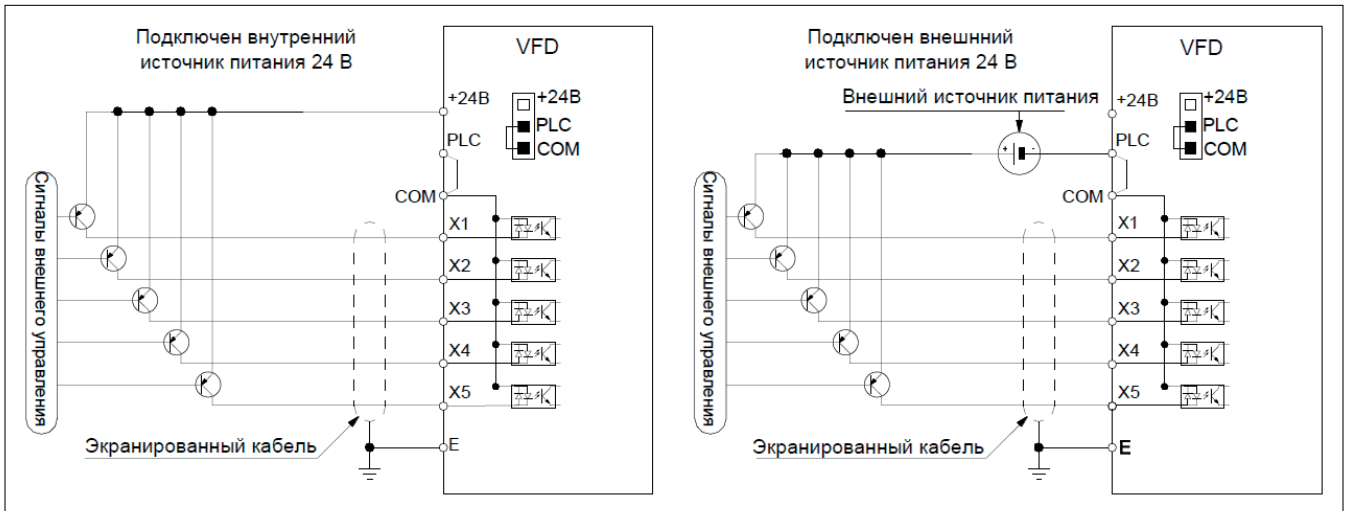 Подключен внутренний
источник питания 24 В
VFD
+24В
+24В
PLC
COM
PLC
COM
X1
X2
X3
X4
X5
E
Сигналы внешнего управления
Экранированный кабель
Подключен внешнний
источник питания 24 В
VFD
Внешний источник питания
+24В
+24В
PLC
COM
PLC
+
-
COM
X1
X2
X3
X4
X5
E
Сигналы внешнего управления
Экранированный кабель